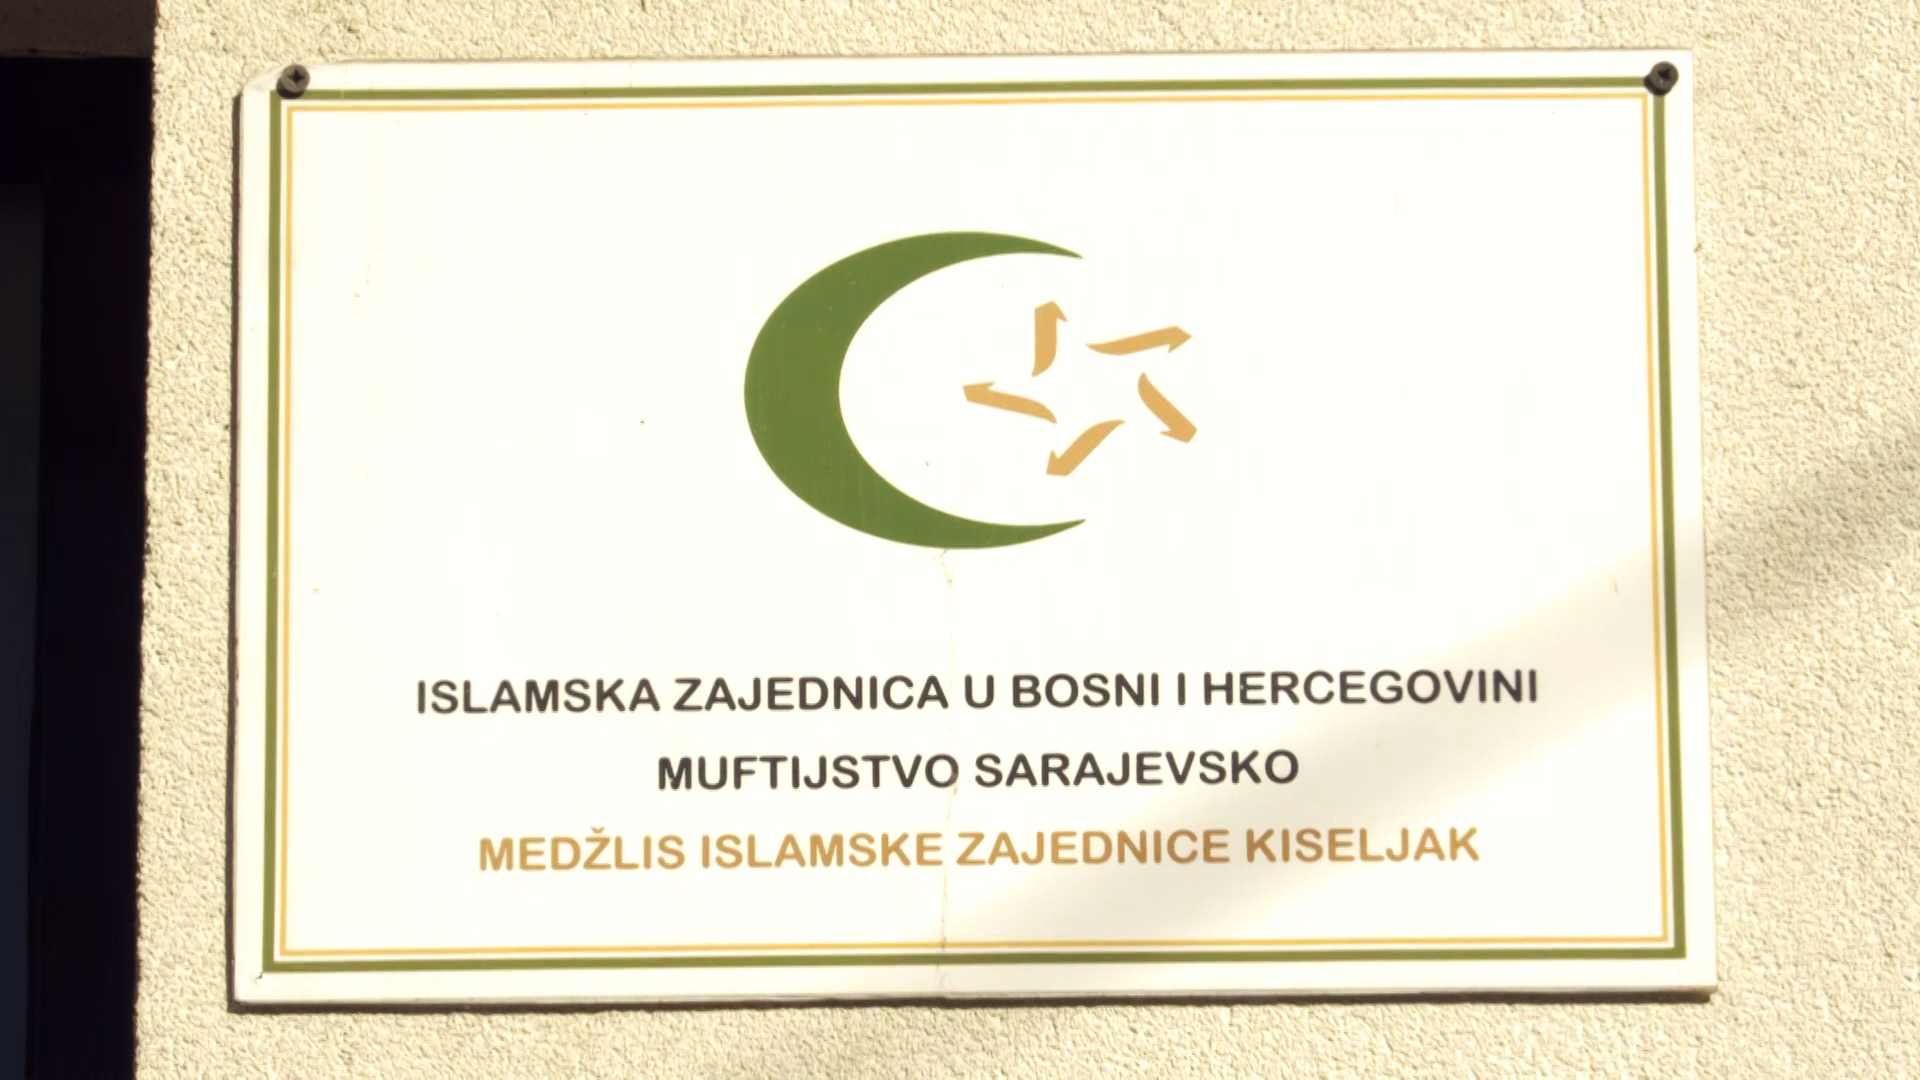 ISLAMSKA ZAJEDNICA U BOSNI I HERCEGOVINI
MUFTIJSTVO SARAJEVSKO
MEDŽLIS ISLAMSKE ZAJEDNICE KISELJAK